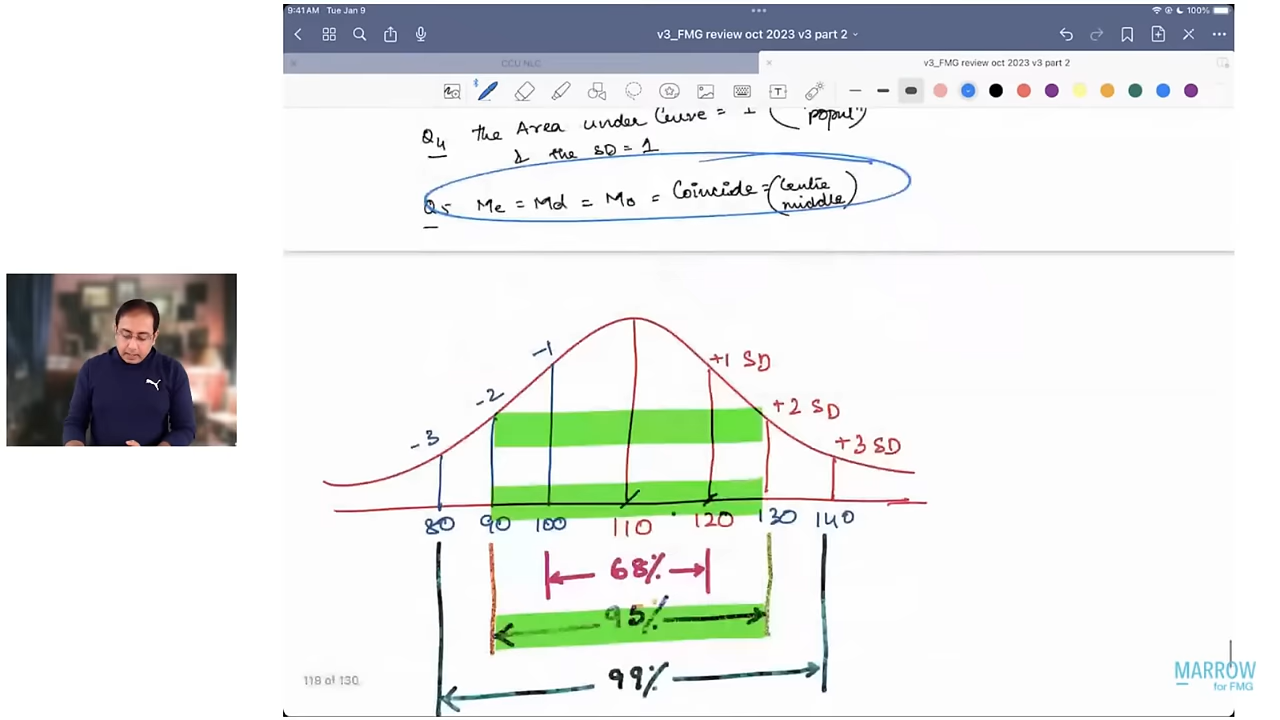 9:41AM Tue Jan 9
100%
v3_FMG review oct 2023 v3 part 2
CCU NLC
v3_FMG review oct 2023 v3 part 2
Q4 the Area under Curve = 1 (popul)
& the SD = 1
Q5 Me = Md = Mo = Coincide = (centre middle)
-1
+1 SD
-2
+2 SD
-3
+3 SD
80 90 100 110 120 130 140
68%
95%
99%
118 of 130
MARROW
for FMG